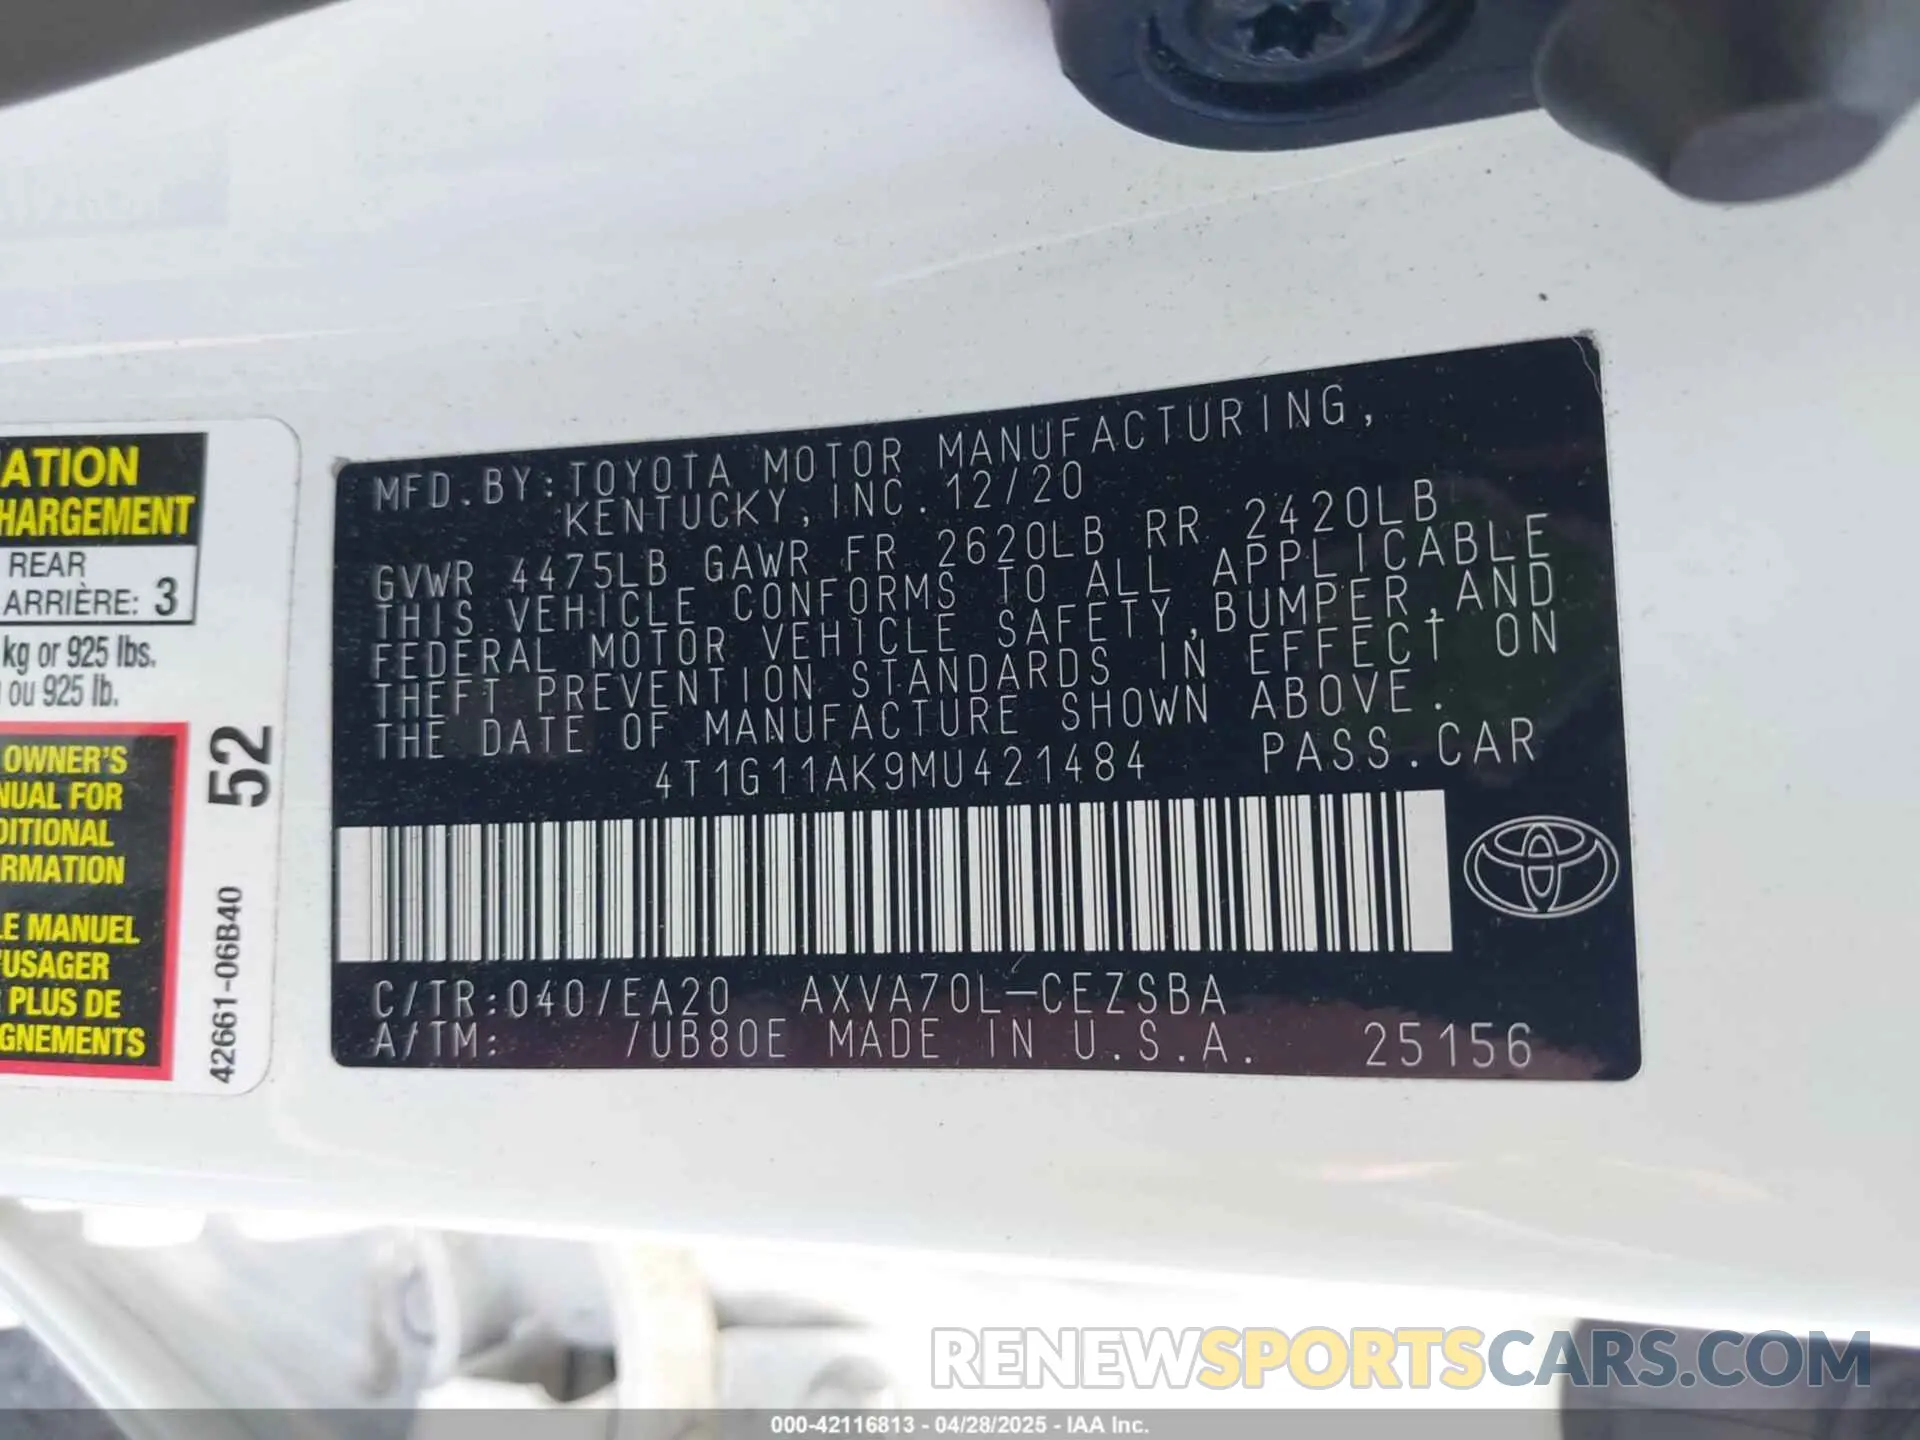 ATION
HARGEMENT
REAR
ARRIÈRE: 3
kg or 925 lbs.
ou 925 lb.
OWNER'S
NUAL FOR
DITIONAL
RMATION
LE MANUEL
'USAGER
PLUS DE
GNEMENTS
52
42661-06B40
MFD.BY:TOYOTA MOTOR MANUFACTURING,
KENTUCKY,INC.12/20
GVWR 4475LB GAWR FR 2620LB RR 2420LB
THIS VEHICLE CONFORMS TO ALL APPLICABLE
FEDERAL MOTOR VEHICLE SAFETY,BUMPER,AND
THEFT PREVENTION STANDARDS IN EFFECT ON
THE DATE OF MANUFACTURE SHOWN ABOVE.
4T1G11AK9MU421484 PASS.CAR
C/TR:040/EA20 AXVA70L-CEZSBA
A/TM: /UB80E MADE IN U.S.A. 25156
RENEWSPORTSCARS.COM
000-42116813 - 04/28/2025 - IAA Inc.